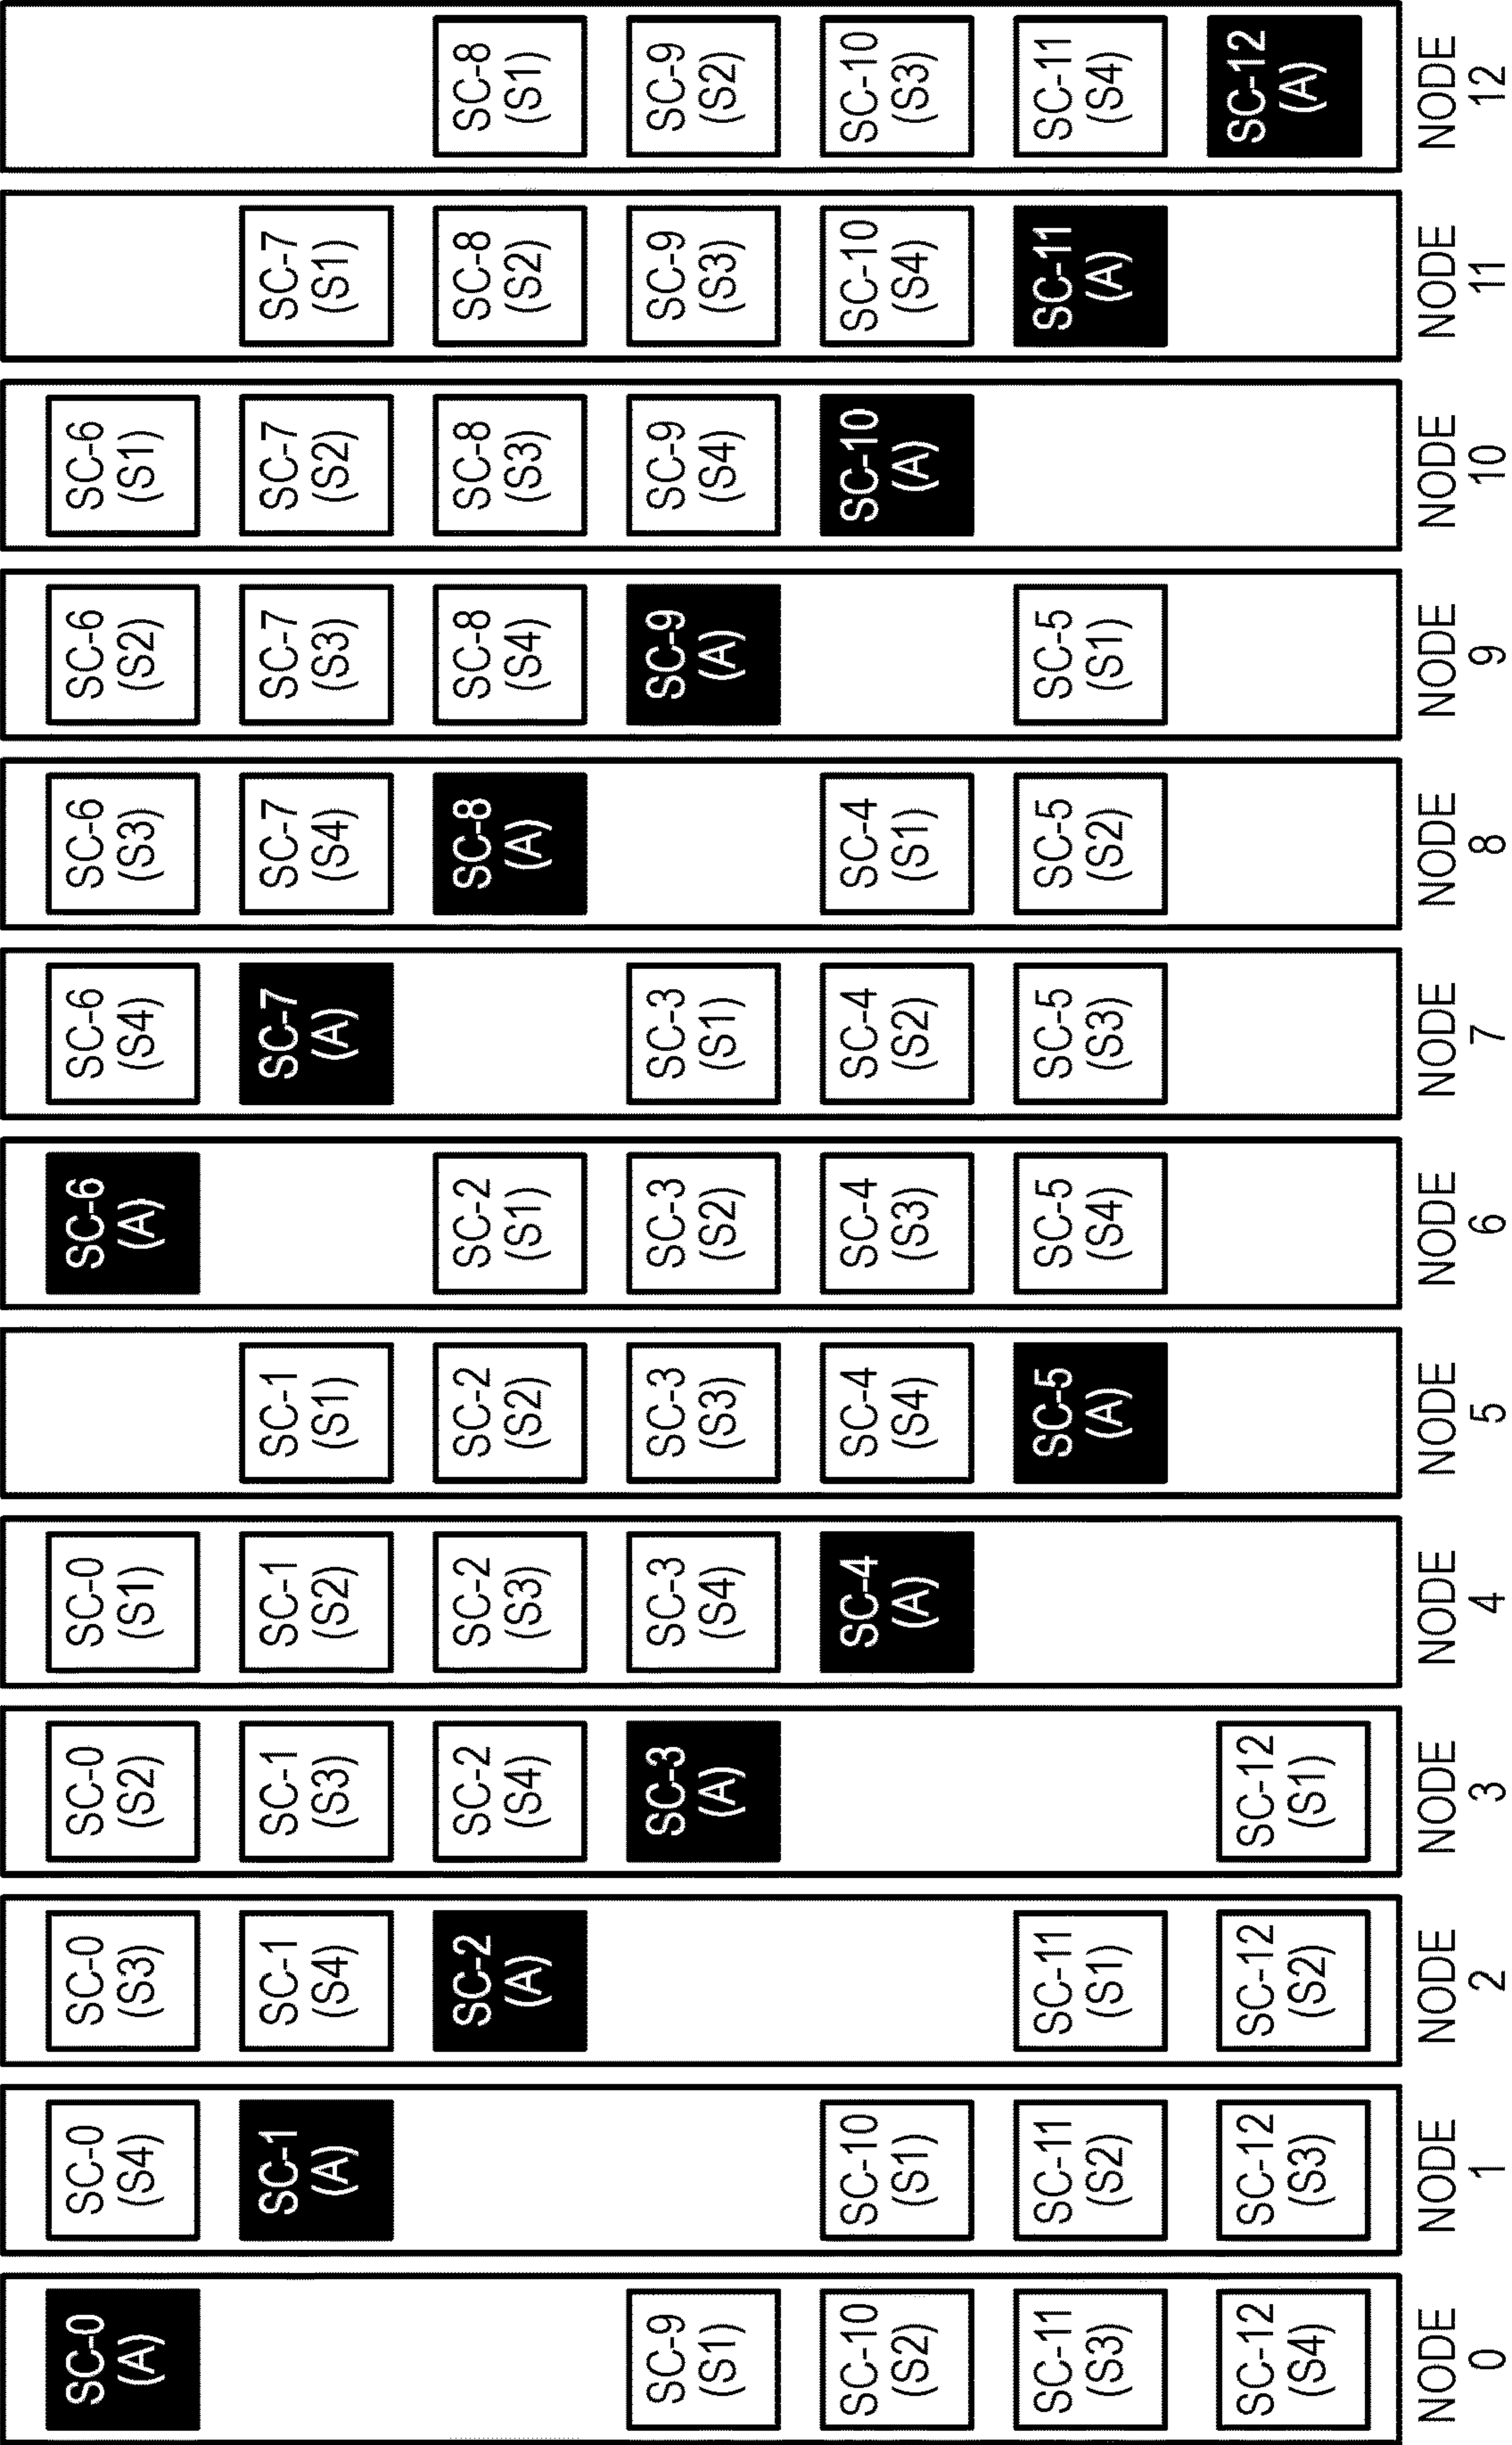 SC-0
(A)
SC-9
(S1)
SC-10
(S2)
SC-11
(S3)
SC-12
(S4)
NODE
0
SC-0
(S4)
SC-1
(A)
SC-10
(S1)
SC-11
(S2)
SC-12
(S3)
NODE
1
SC-0
(S3)
SC-1
(S4)
SC-2
(A)
SC-11
(S1)
SC-12
(S2)
NODE
2
SC-0
(S2)
SC-1
(S3)
SC-2
(S4)
SC-3
(A)
SC-12
(S1)
NODE
3
SC-0
(S1)
SC-1
(S2)
SC-2
(S3)
SC-3
(S4)
SC-4
(A)
NODE
4
SC-1
(S1)
SC-2
(S2)
SC-3
(S3)
SC-4
(S4)
SC-5
(A)
NODE
5
SC-6
(A)
SC-2
(S1)
SC-3
(S2)
SC-4
(S3)
SC-5
(S4)
NODE
6
SC-6
(S4)
SC-7
(A)
SC-3
(S1)
SC-4
(S2)
SC-5
(S3)
NODE
7
SC-6
(S3)
SC-7
(S4)
SC-8
(A)
SC-4
(S1)
SC-5
(S2)
NODE
8
SC-6
(S2)
SC-7
(S3)
SC-8
(S4)
SC-9
(A)
SC-5
(S1)
NODE
9
SC-6
(S1)
SC-7
(S2)
SC-8
(S3)
SC-9
(S4)
SC-10
(A)
NODE
10
SC-7
(S1)
SC-8
(S2)
SC-9
(S3)
SC-10
(S4)
SC-11
(A)
NODE
11
SC-8
(S1)
SC-9
(S2)
SC-10
(S3)
SC-11
(S4)
SC-12
(A)
NODE
12